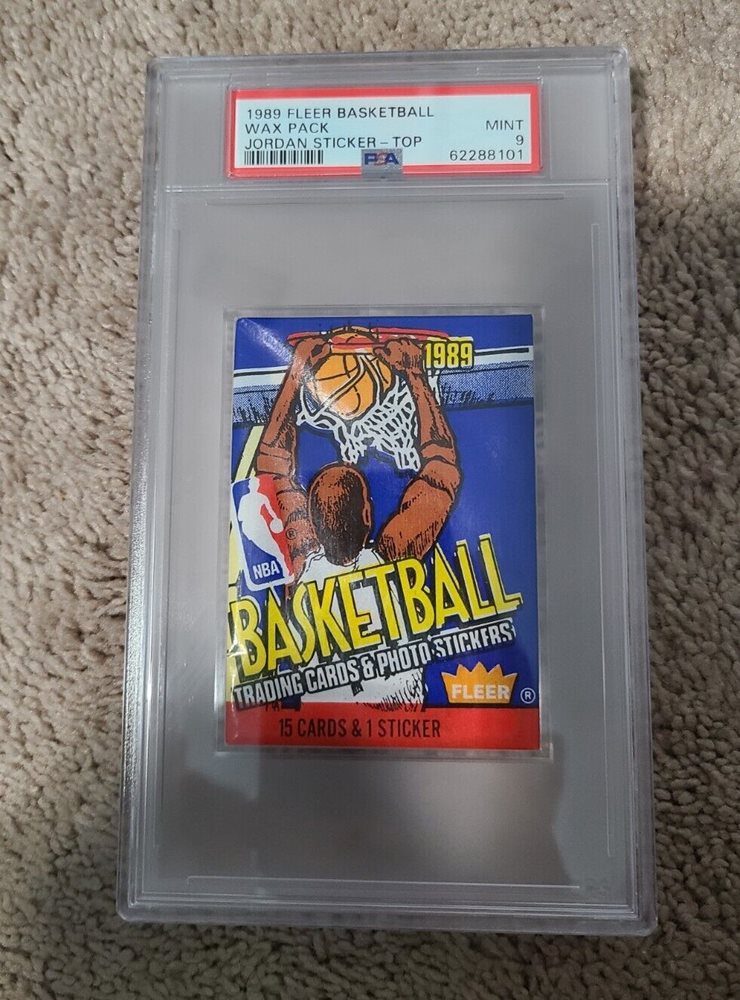 1989 FLEER BASKETBALL
WAX PACK
MINT
JORDAN STICKER – TOP
9
PSA
62288101
1989
NBA
®
BASKETBALL
TRADING CARDS & PHOTO STICKERS
FLEER ®
15 CARDS & 1 STICKER